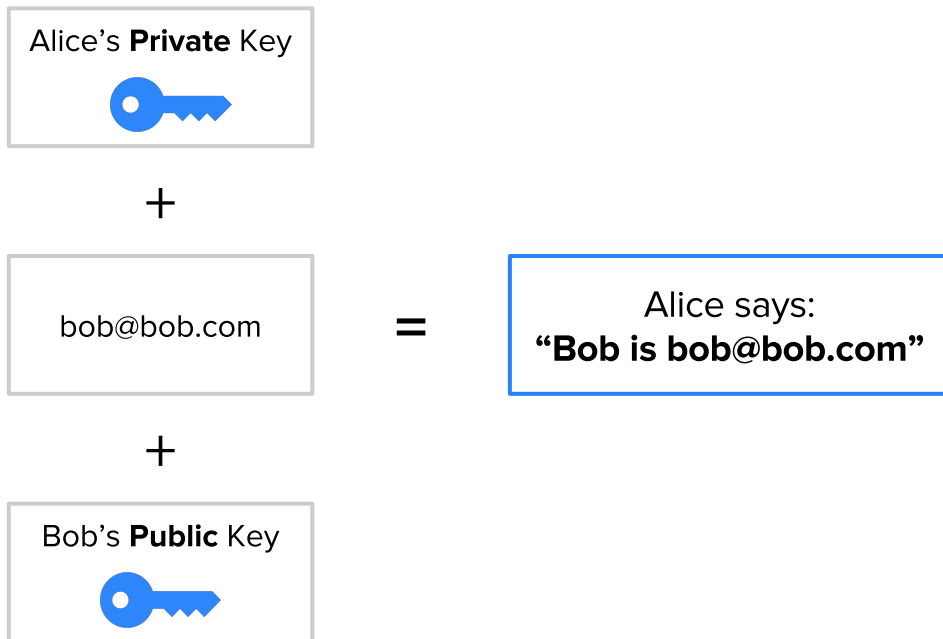 Alice’s Private Key
+
bob@bob.com
=
Alice says:
“Bob is bob@bob.com”
+
Bob’s Public Key